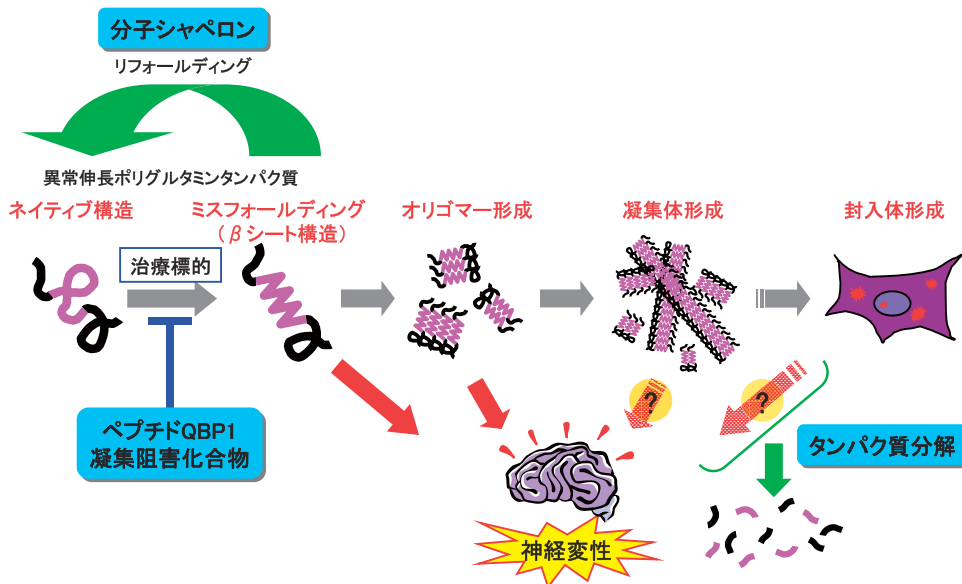 分子シャペロン
リフォールディング
異常伸長ポリグルタミンタンパク質
ネイティブ構造
ミスフォールディング
(βシート構造)
オリゴマー形成
凝集体形成
封入体形成
治療標的
ペプチドQBP1
凝集阻害化合物
?
?
タンパク質分解
神経変性